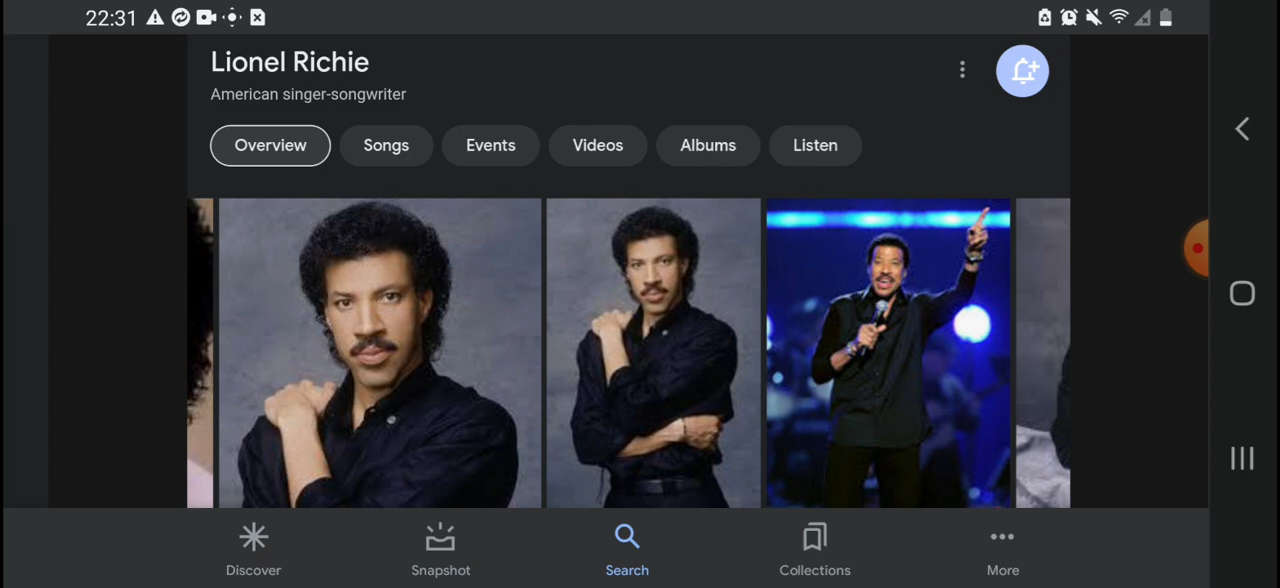 22:31
Lionel Richie
American singer-songwriter
Overview Songs Events Videos Albums Listen
Discover Snapshot Search Collections More